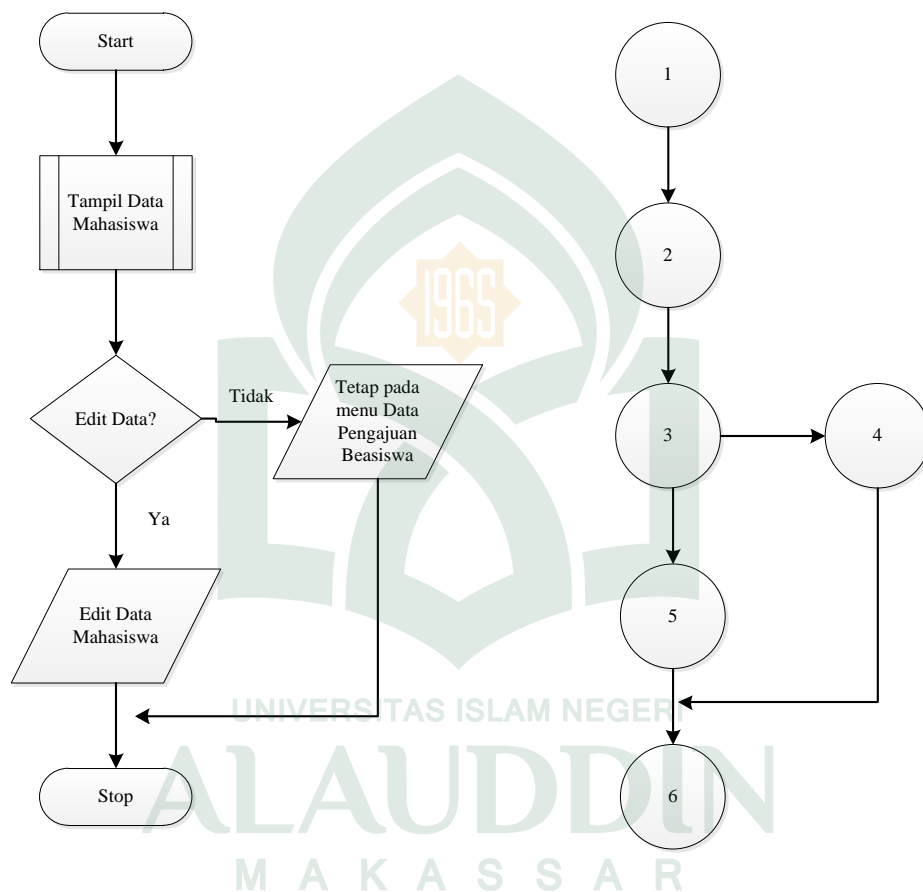 Start
Tampil Data
Mahasiswa
Edit Data?
Tidak
Tetap pada
menu Data
Pengajuan
Beasiswa
Ya
Edit Data
Mahasiswa
Stop
1
2
3
4
5
6
1965
UNIVERSITAS ISLAM NEGERI
ALAUDDIN
MAKASSAR